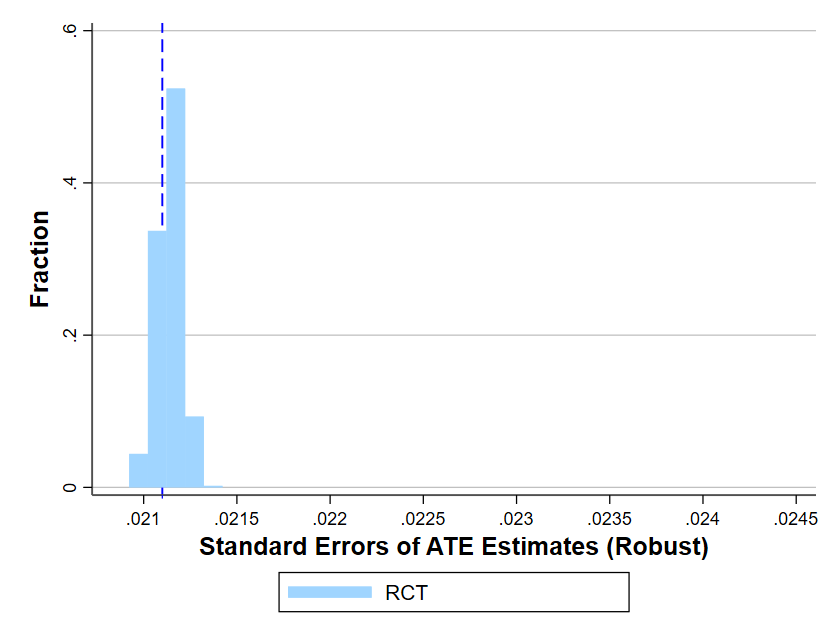 .6
.4
.2
0
Fraction
.021 .0215 .022 .0225 .023 .0235 .024 .0245
Standard Errors of ATE Estimates (Robust)
RCT